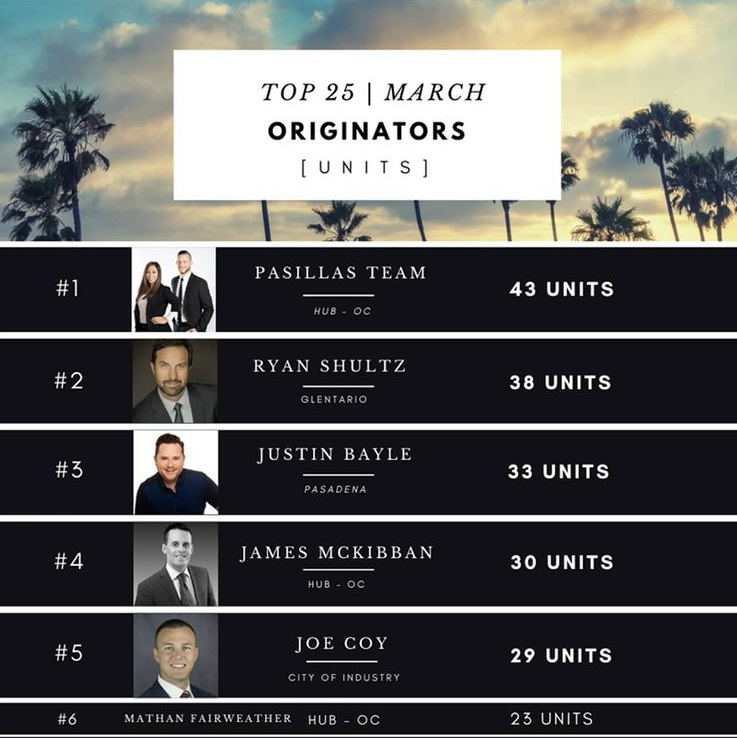 TOP 25 | MARCH
ORIGINATORS
[UNITS]
#1 PASILLAS TEAM 43 UNITS
HUB - OC
#2 RYAN SHULTZ 38 UNITS
GLENTARIO
#3 JUSTIN BAYLE 33 UNITS
PASADENA
#4 JAMES MCKIBBAN 30 UNITS
HUB - OC
#5 JOE COY 29 UNITS
CITY OF INDUSTRY
#6 MATHAN FAIRWEATHER HUB - OC 23 UNITS